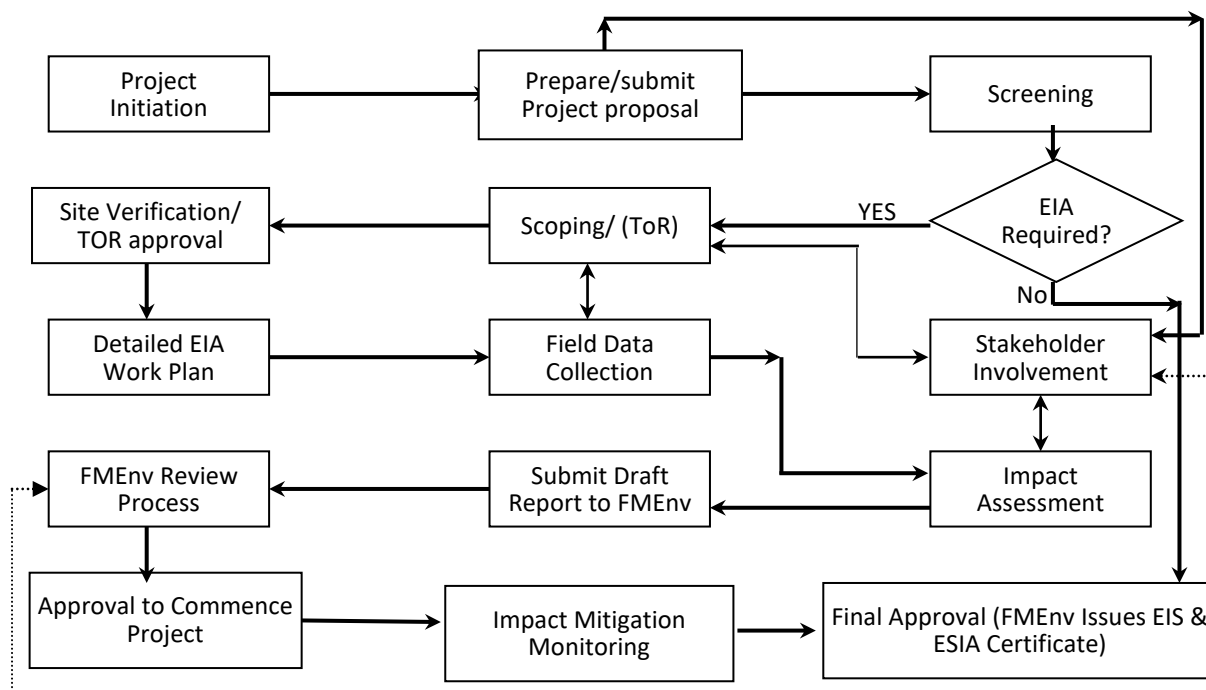 Project
Initiation
Prepare/submit
Project proposal
Screening
Site Verification/
TOR approval
Scoping/ (ToR)
YES
EIA
Required?
No
Detailed EIA
Work Plan
Field Data
Collection
Stakeholder
Involvement
FMEnv Review
Process
Submit Draft
Report to FMEnv
Impact
Assessment
Approval to Commence
Project
Impact Mitigation
Monitoring
Final Approval (FMEnv Issues EIS &
ESIA Certificate)